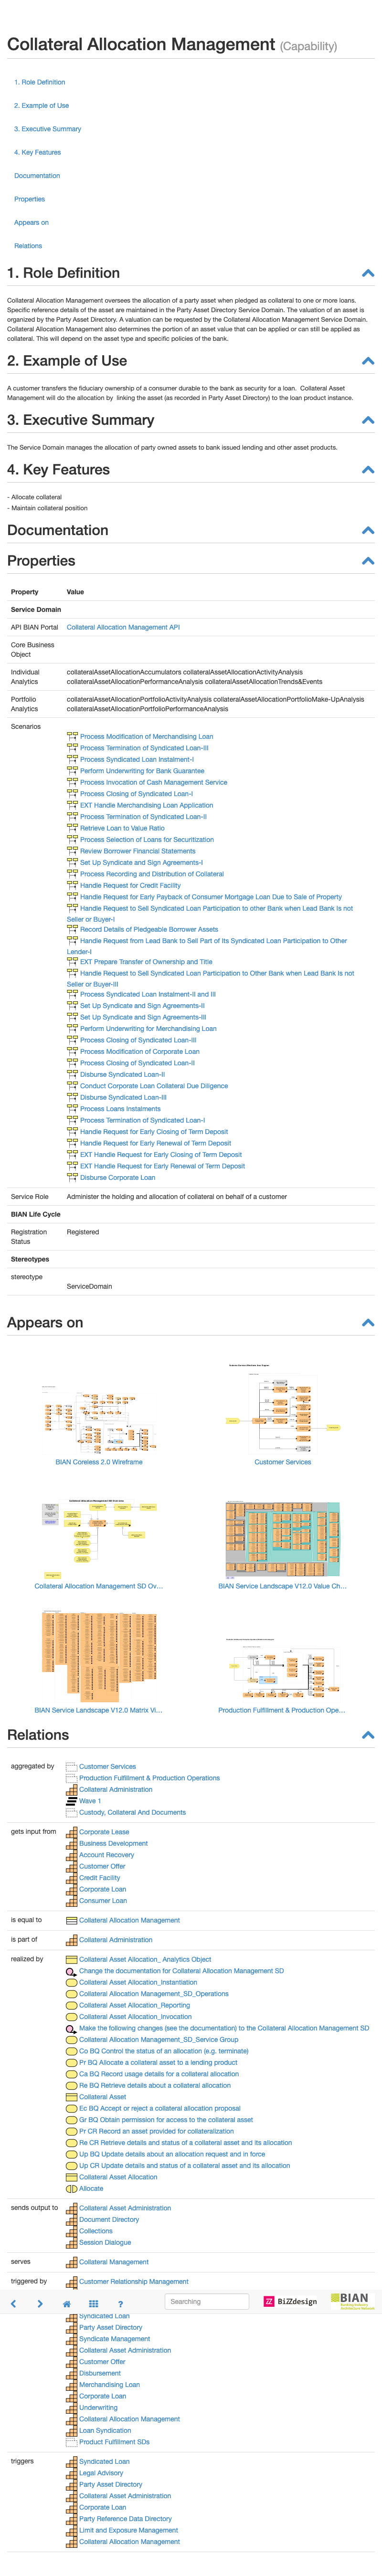 Collateral Allocation Management (Capability)
1. Role Definition
2. Example of Use
3. Executive Summary
4. Key Features
Documentation
Properties
Appears on
Relations
1. Role Definition
Collateral Allocation Management oversees the allocation of a party asset when pledged as collateral to one or more loans.
Specific reference details of the asset are maintained in the Party Asset Directory Service Domain. The valuation of an asset is
organized by the Party Asset Directory. A valuation can be requested by the Collateral Allocation Management Service Domain.
Collateral Allocation Management also determines the portion of an asset value that can be applied or can still be applied as
collateral. This will depend on the asset type and specific policies of the bank.
2. Example of Use
A customer transfers the fiduciary ownership of a consumer durable to the bank as security for a loan. Collateral Asset
Management will do the allocation by linking the asset (as recorded in Party Asset Directory) to the loan product instance.
3. Executive Summary
The Service Domain manages the allocation of party owned assets to bank issued lending and other asset products.
4. Key Features
- Allocate collateral
- Maintain collateral position
Documentation
Properties
Property Value
Service Domain
API BIAN Portal Collateral Allocation Management API
Core Business
Object
Individual collateralAssetAllocationAccumulators collateralAssetAllocationActivityAnalysis
Analytics collateralAssetAllocationPerformanceAnalysis collateralAssetAllocationTrends&Events
Portfolio collateralAssetAllocationPortfolioActivityAnalysis collateralAssetAllocationPortfolioMake-UpAnalysis
Analytics collateralAssetAllocationPortfolioPerformanceAnalysis
Scenarios
Process Modification of Merchandising Loan
Process Termination of Syndicated Loan-III
Process Syndicated Loan Instalment-I
Perform Underwriting for Bank Guarantee
Process Invocation of Cash Management Service
Process Closing of Syndicated Loan-I
EXT Handle Merchandising Loan Application
Process Termination of Syndicated Loan-II
Retrieve Loan to Value Ratio
Process Selection of Loans for Securitization
Review Borrower Financial Statements
Set Up Syndicate and Sign Agreements-I
Process Recording and Distribution of Collateral
Handle Request for Credit Facility
Handle Request for Early Payback of Consumer Mortgage Loan Due to Sale of Property
Handle Request to Sell Syndicated Loan Participation to other Bank when Lead Bank Is not
Seller or Buyer-I
Record Details of Pledgeable Borrower Assets
Handle Request from Lead Bank to Sell Part of Its Syndicated Loan Participation to Other
Lender-I
EXT Prepare Transfer of Ownership and Title
Handle Request to Sell Syndicated Loan Participation to Other Bank when Lead Bank Is not
Seller or Buyer-III
Process Syndicated Loan Instalment-II and III
Set Up Syndicate and Sign Agreements-II
Set Up Syndicate and Sign Agreements-III
Perform Underwriting for Merchandising Loan
Process Closing of Syndicated Loan-III
Process Modification of Corporate Loan
Process Closing of Syndicated Loan-II
Disburse Syndicated Loan-II
Conduct Corporate Loan Collateral Due Diligence
Disburse Syndicated Loan-III
Process Loans Instalments
Process Termination of Syndicated Loan-I
Handle Request for Early Closing of Term Deposit
Handle Request for Early Renewal of Term Deposit
EXT Handle Request for Early Closing of Term Deposit
EXT Handle Request for Early Renewal of Term Deposit
Disburse Corporate Loan
Service Role Administer the holding and allocation of collateral on behalf of a customer
BIAN Life Cycle
Registration Registered
Status
Stereotypes
stereotype
ServiceDomain
Appears on
BIAN Coreless 2.0 Wireframe Customer Services
Collateral Allocation Management SD Ov… BIAN Service Landscape V12.0 Value Ch…
BIAN Service Landscape V12.0 Matrix Vi… Production Fulfillment & Production Ope…
Relations
aggregated by Customer Services
Production Fulfillment & Production Operations
Collateral Administration
Wave 1
Custody, Collateral And Documents
gets input from Corporate Lease
Business Development
Account Recovery
Customer Offer
Credit Facility
Corporate Loan
Consumer Loan
is equal to Collateral Allocation Management
is part of Collateral Administration
realized by Collateral Asset Allocation_ Analytics Object
Change the documentation for Collateral Allocation Management SD
Collateral Asset Allocation_Instantiation
Collateral Allocation Management_SD_Operations
Collateral Asset Allocation_Reporting
Collateral Asset Allocation_Invocation
Make the following changes (see the documentation) to the Collateral Allocation Management SD
Collateral Allocation Management_SD_Service Group
Co BQ Control the status of an allocation (e.g. terminate)
Pr BQ Allocate a collateral asset to a lending product
Ca BQ Record usage details for a collateral allocation
Re BQ Retrieve details about a collateral allocation
Collateral Asset
Ec BQ Accept or reject a collateral allocation proposal
Gr BQ Obtain permission for access to the collateral asset
Pr CR Record an asset provided for collateralization
Re CR Retrieve details and status of a collateral asset and its allocation
Up BQ Update details about an allocation request and in force
Up CR Update details and status of a collateral asset and its allocation
Collateral Asset Allocation
Allocate
sends output to Collateral Asset Administration
Document Directory
Collections
Session Dialogue
serves Collateral Management
triggered by Customer Relationship Management
Searching BiZZdesign BIAN
Syndicated Loan
Party Asset Directory
Syndicate Management
Collateral Asset Administration
Customer Offer
Disbursement
Merchandising Loan
Corporate Loan
Underwriting
Collateral Allocation Management
Loan Syndication
Product Fulfillment SDs
triggers Syndicated Loan
Legal Advisory
Party Asset Directory
Collateral Asset Administration
Corporate Loan
Party Reference Data Directory
Limit and Exposure Management
Collateral Allocation Management